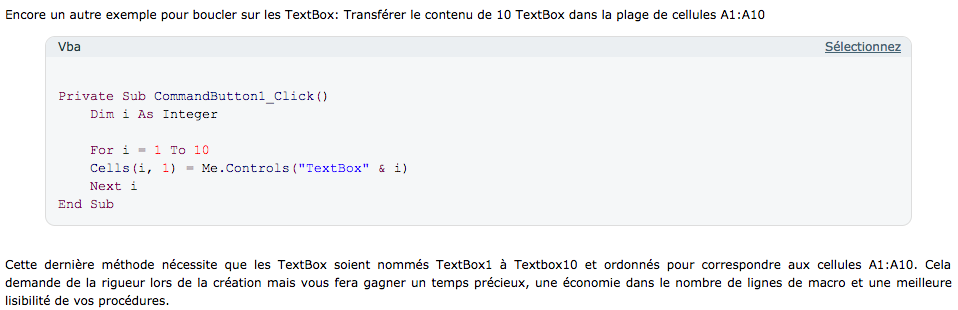 Encore un autre exemple pour boucler sur les TextBox: Transférer le contenu de 10 TextBox dans la plage de cellules A1:A10
Vba Sélectionnez
Private Sub CommandButton1_Click()
    Dim i As Integer
    For i = 1 To 10
    Cells(i, 1) = Me.Controls("TextBox" & i)
    Next i
End Sub
Cette dernière méthode nécessite que les TextBox soient nommés TextBox1 à Textbox10 et ordonnés pour correspondre aux cellules A1:A10. Cela
demande de la rigueur lors de la création mais vous fera gagner un temps précieux, une économie dans le nombre de lignes de macro et une meilleure
lisibilité de vos procédures.